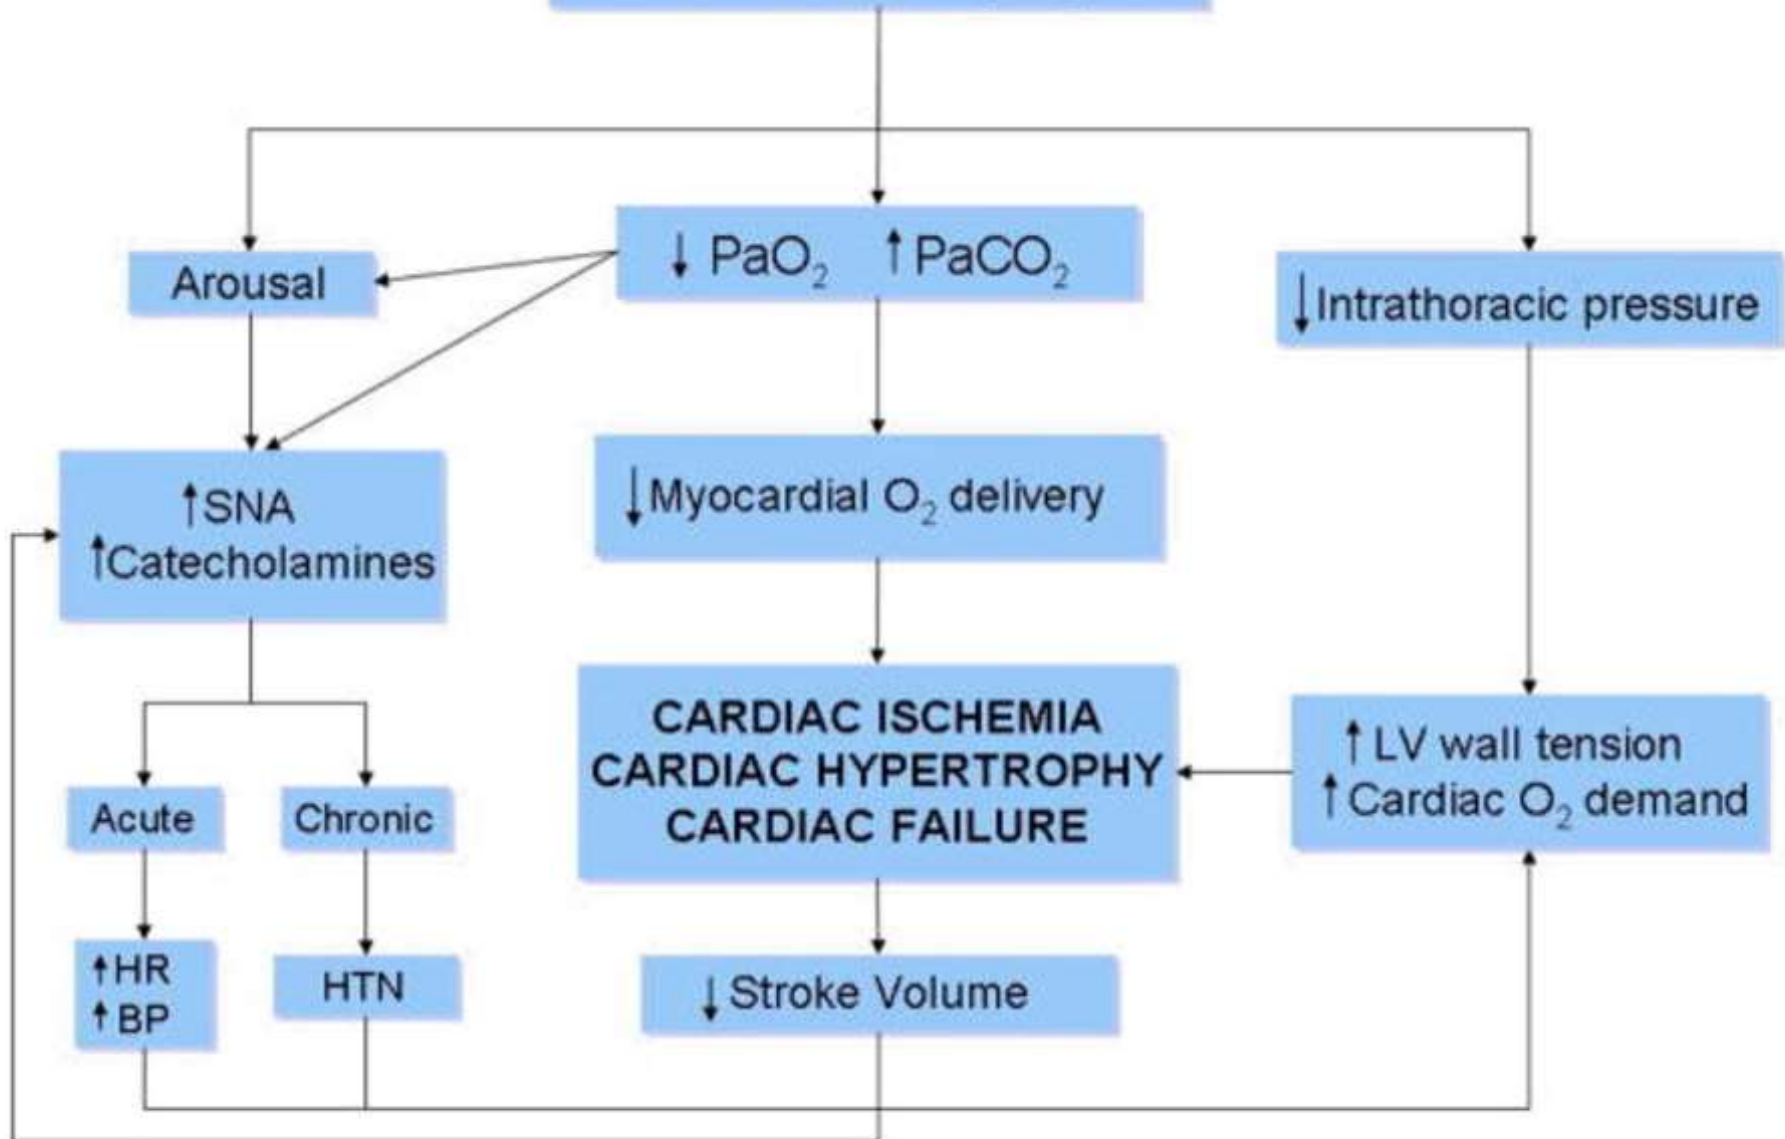 ↓ PaO₂ ↑ PaCO₂
Arousal
↓ Intrathoracic pressure
↑ SNA
↑ Catecholamines
↓ Myocardial O₂ delivery
CARDIAC ISCHEMIA
CARDIAC HYPERTROPHY
CARDIAC FAILURE
↑ LV wall tension
↑ Cardiac O₂ demand
Acute
Chronic
↑ HR
↑ BP
HTN
↓ Stroke Volume